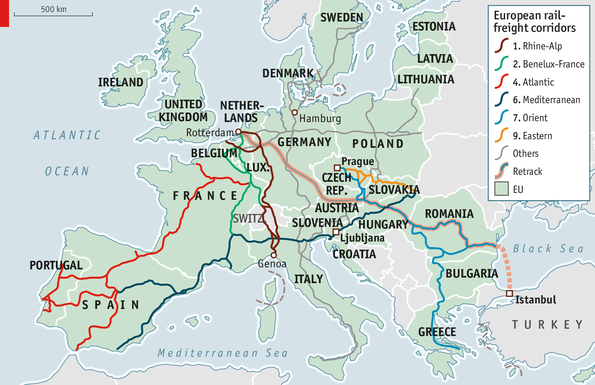 500 km
European rail-
freight corridors
1. Rhine-Alp
2. Benelux-France
4. Atlantic
6. Mediterranean
7. Orient
9. Eastern
Others
Retrack
EU
SWEDEN
ESTONIA
LATVIA
LITHUANIA
DENMARK
IRELAND
UNITED
KINGDOM
NETHER-
LANDS
Hamburg
Rotterdam
ATLANTIC
OCEAN
BELGIUM
GERMANY
POLAND
LUX.
Prague
CZECH
REP.
SLOVAKIA
FRANCE
SWITZ.
AUSTRIA
SLOVENIA
HUNGARY
ROMANIA
Ljubljana
CROATIA
Black Sea
Genoa
PORTUGAL
SPAIN
ITALY
BULGARIA
Istanbul
TURKEY
GREECE
Mediterranean Sea